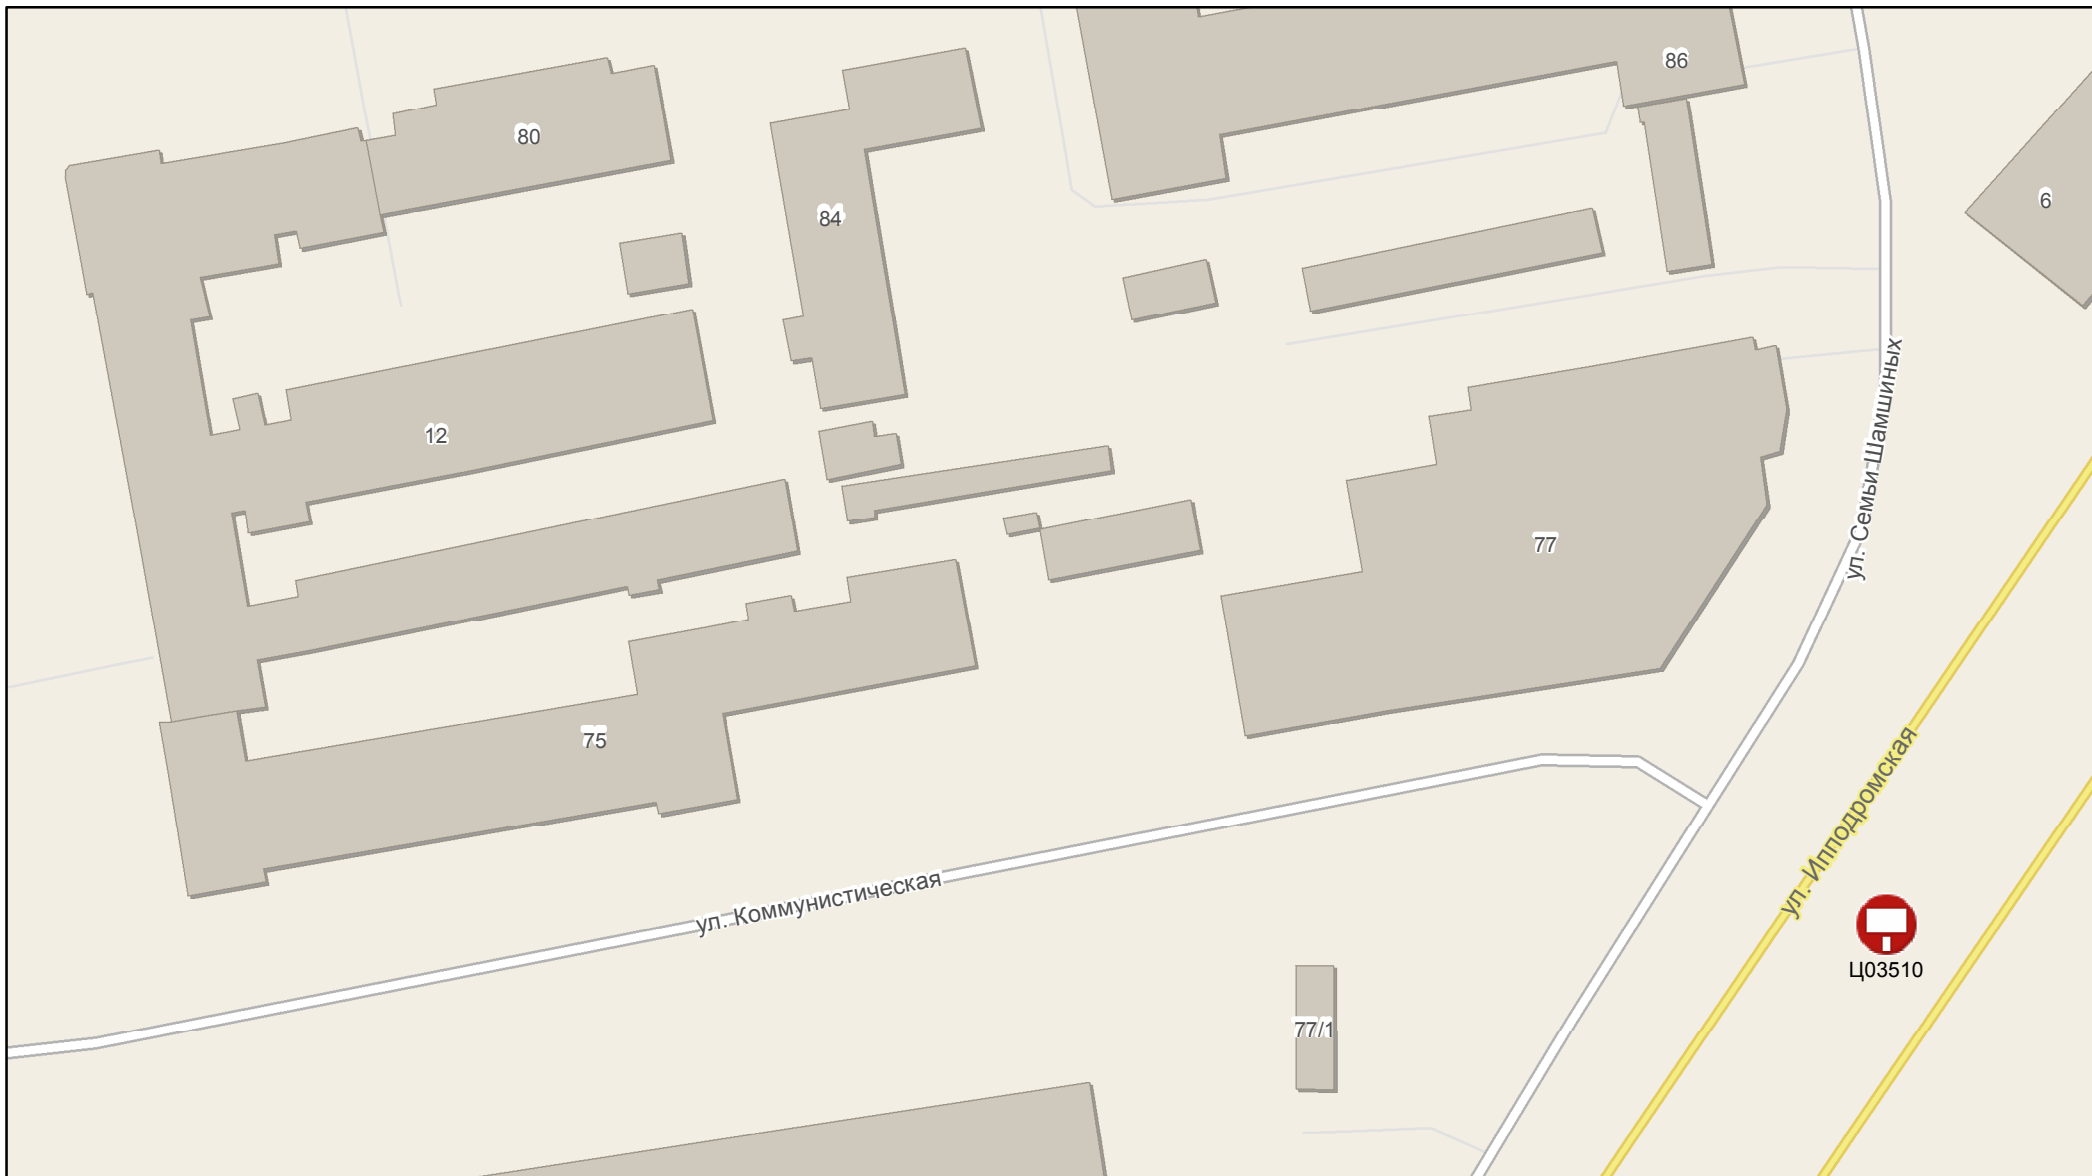 86
80
6
84
12
ул. Семьи Шамшиных
77
75
ул. Ипподромская
ул. Коммунистическая
Ц03510
77/1